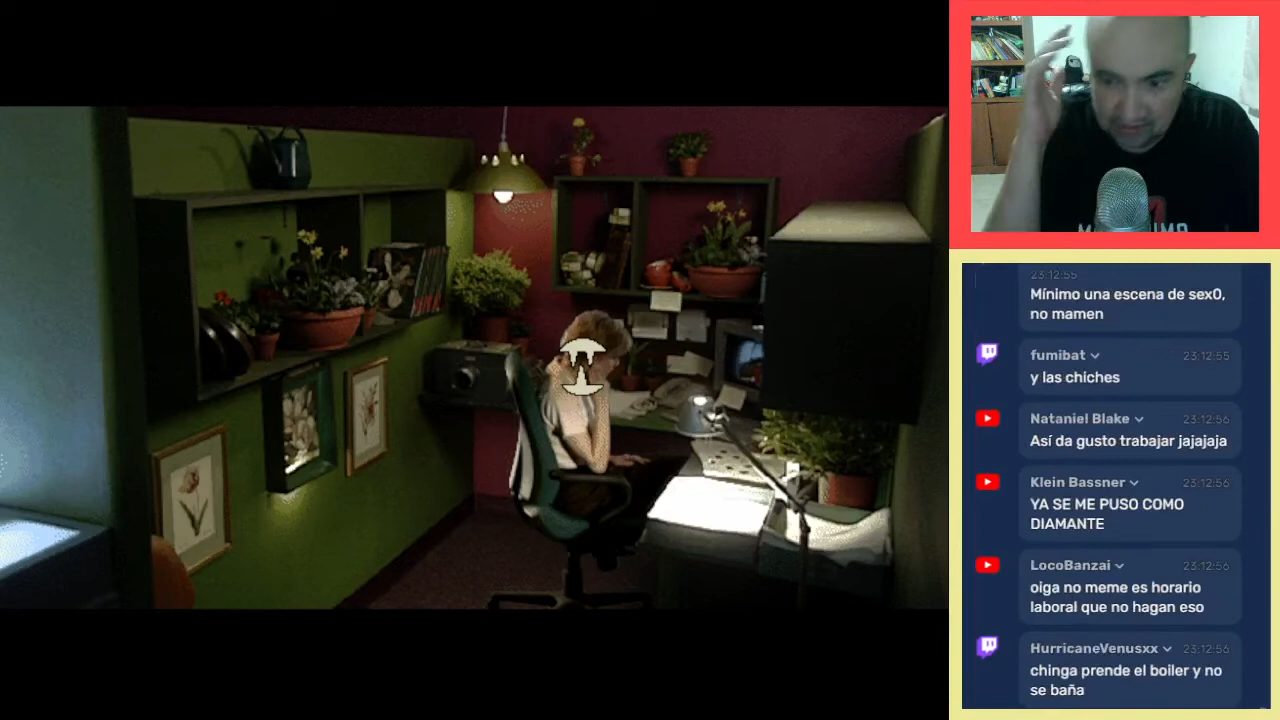 23:12:55
Mínimo una escena de sex0,
no mamen
fumibat 23:12:55
y las chiches
Nataniel Blake 23:12:56
Así da gusto trabajar jajajaja
Klein Bassner 23:12:56
YA SE ME PUSO COMO
DIAMANTE
LocoBanzai 23:12:56
oiga no meme es horario
laboral que no hagan eso
HurricaneVenusxx 23:12:56
chinga prende el boiler y no
se baña